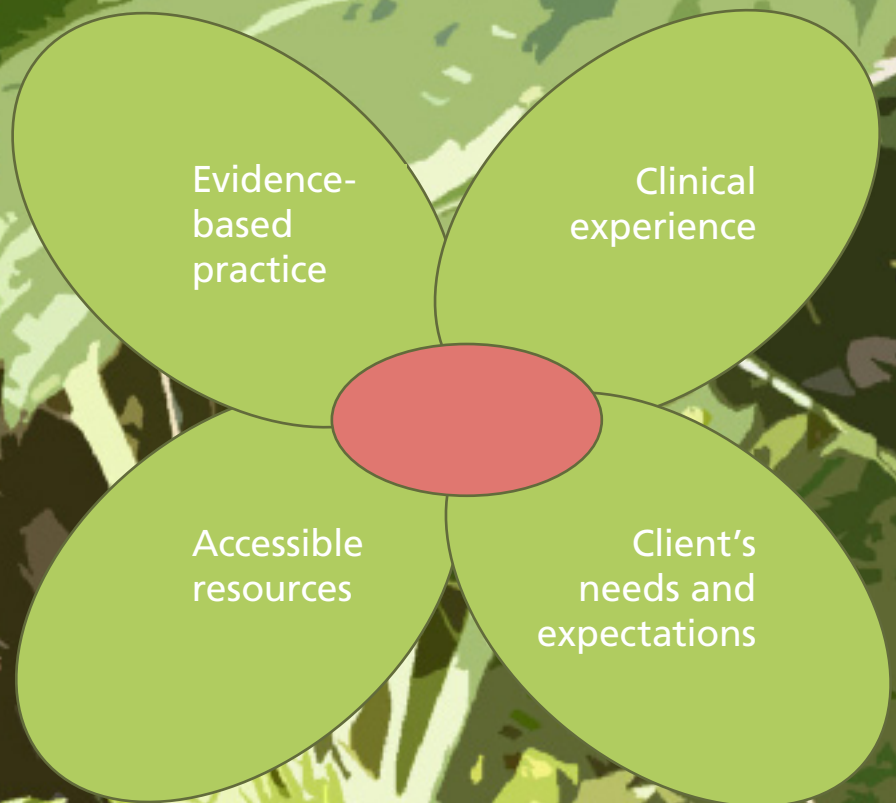 Evidence-
based
practice
Clinical
experience
Accessible
resources
Client’s
needs and
expectations